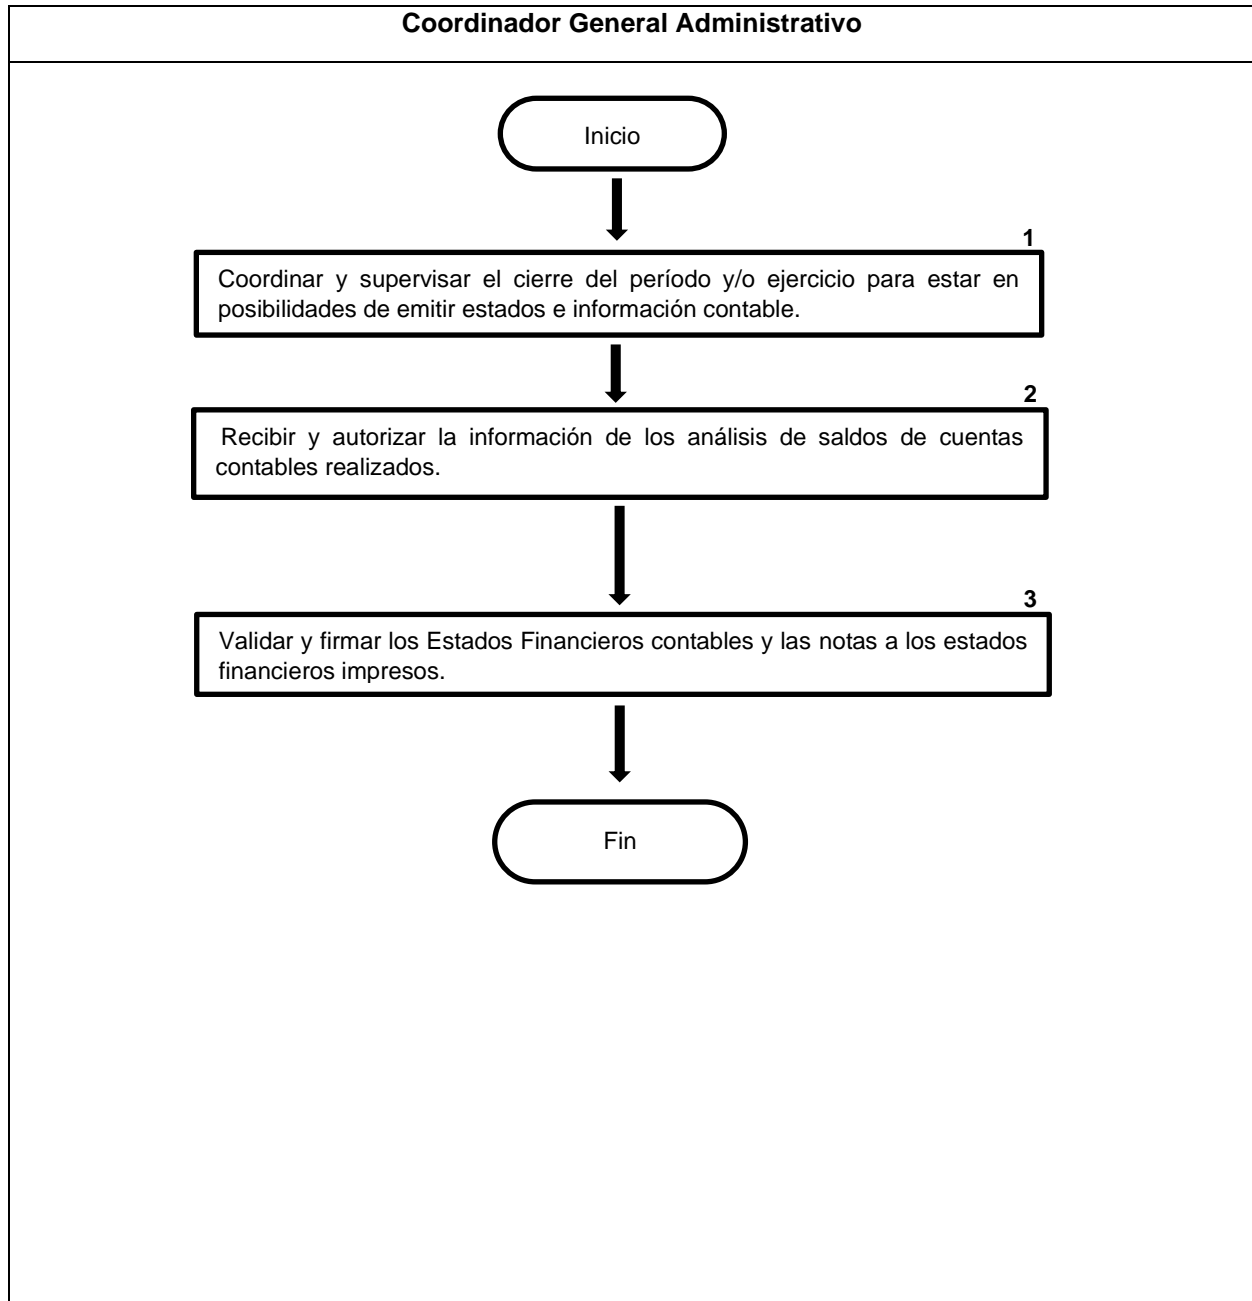 Coordinador General Administrativo
Inicio
1
Coordinar y supervisar el cierre del período y/o ejercicio para estar en
posibilidades de emitir estados e información contable.
2
Recibir y autorizar la información de los análisis de saldos de cuentas
contables realizados.
3
Validar y firmar los Estados Financieros contables y las notas a los estados
financieros impresos.
Fin